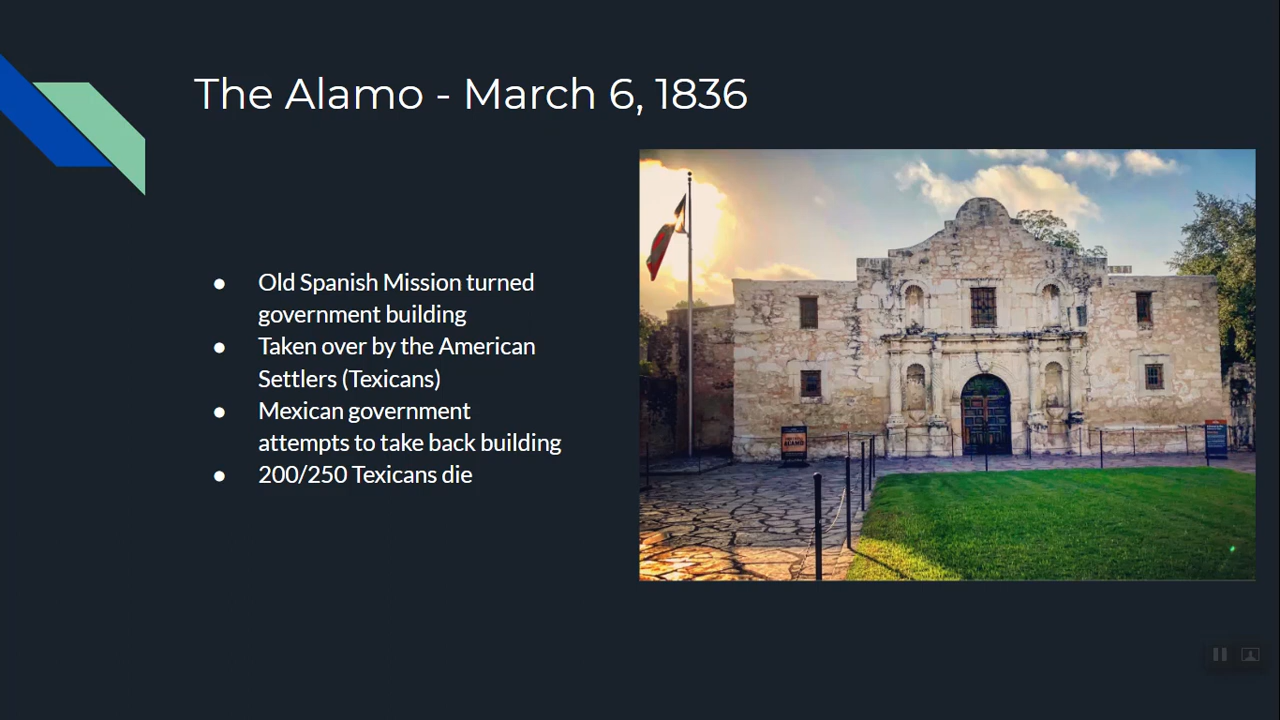 The Alamo - March 6, 1836
● Old Spanish Mission turned
government building
● Taken over by the American
Settlers (Texicans)
● Mexican government
attempts to take back building
● 200/250 Texicans die
ALAMO